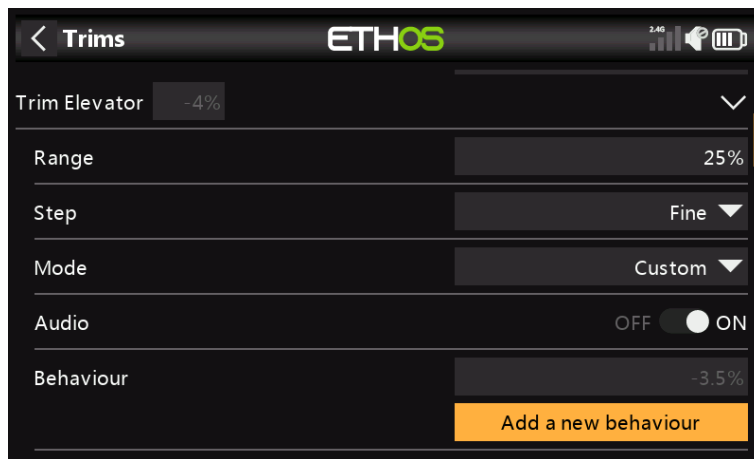 Trims ETHOS 2.4G
Trim Elevator -4%
Range 25%
Step Fine
Mode Custom
Audio OFF ON
Behaviour -3.5%
Add a new behaviour